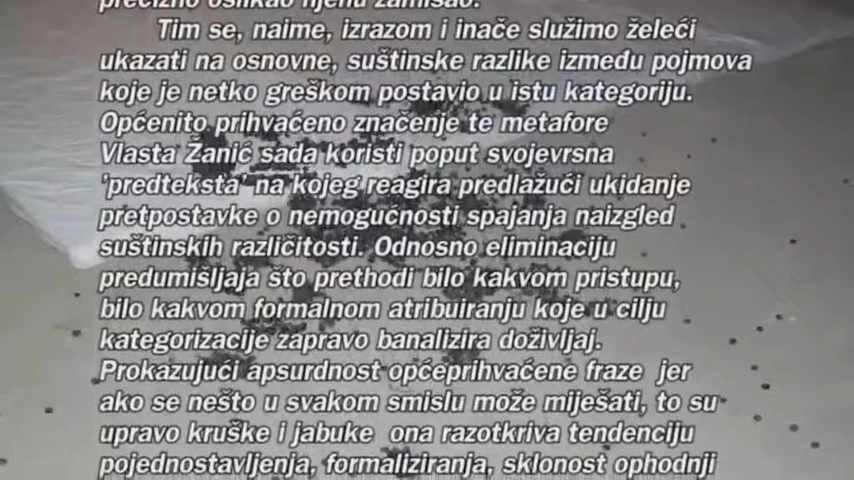 precizno oslikao njenu zamisao.
Tim se, naime, izrazom i inače služimo želeći
ukazati na osnovne, suštinske razlike između pojmova
koje je netko greškom postavio u istu kategoriju.
Općenito prihvaćeno značenje te metafore
Vlasta Žanić sada koristi poput svojevrsna
'predteksta' na kojeg reagira predlažući ukidanje
pretpostavke o nemogućnosti spajanja naizgled
suštinskih različitosti. Odnosno eliminaciju
predumišljaja što prethodi bilo kakvom pristupu,
bilo kakvom formalnom atribuiranju koje u cilju
kategorizacije zapravo banalizira doživljaj.
Prokazujući apsurdnost općeprihvaćene fraze  jer
ako se nešto u svakom smislu može miješati, to su
upravo kruške i jabuke  ona razotkriva tendenciju
pojednostavljenja, formaliziranja, sklonost ophodnji